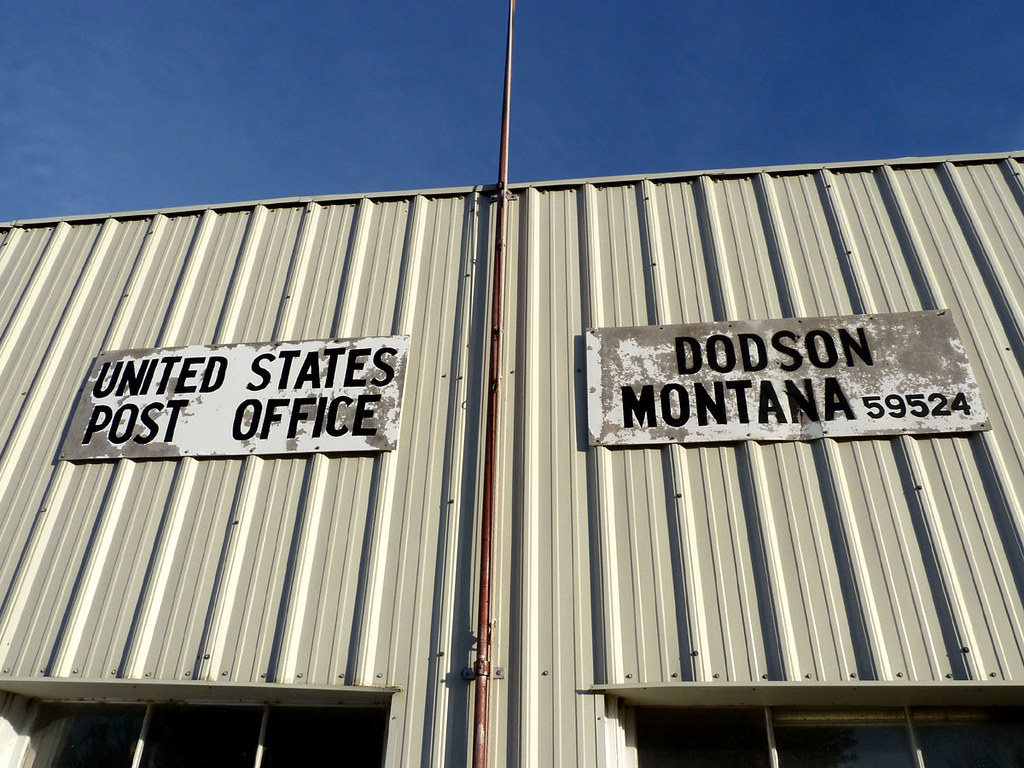 UNITED STATES
POST OFFICE
DODSON
MONTANA 59524